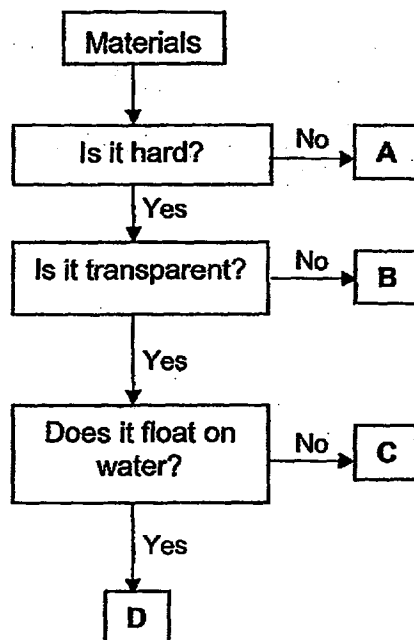 Materials
Is it hard?
No
A
Yes
Is it transparent?
No
B
Yes
Does it float on
water?
No
C
Yes
D